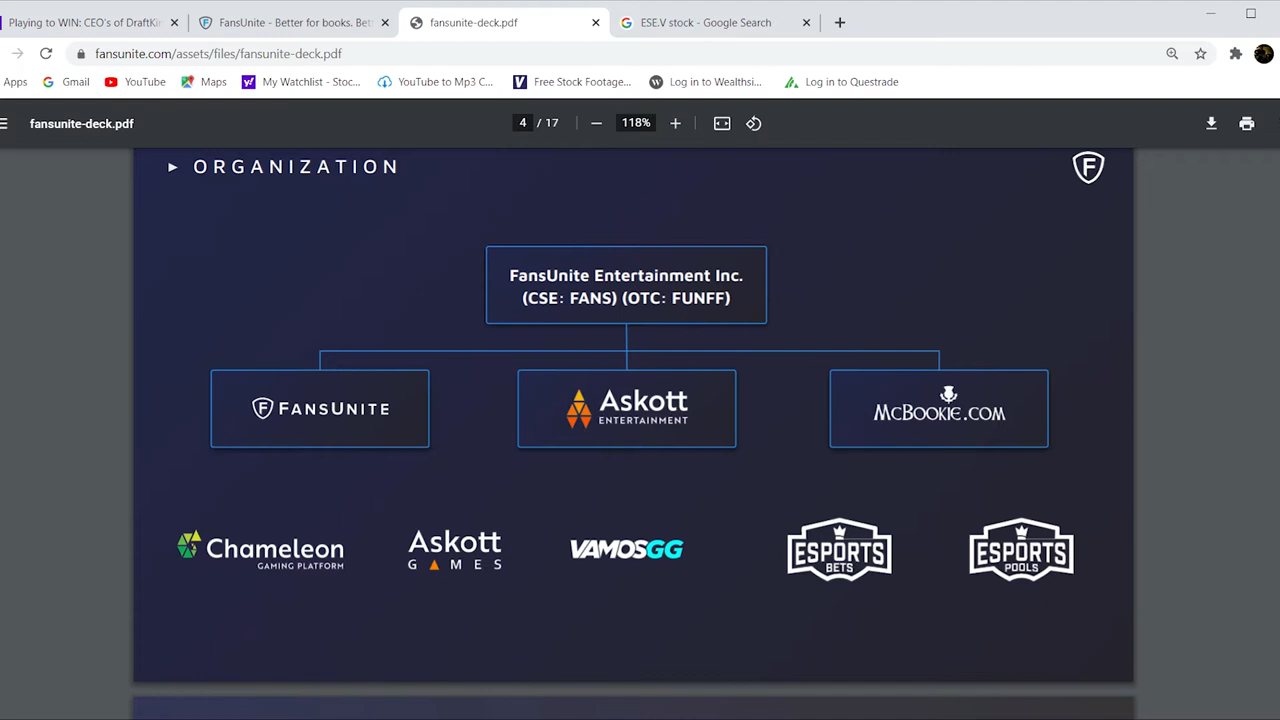 Playing to WIN: CEO's of DraftKin
FansUnite - Better for books. Bet
fansunite-deck.pdf
ESE.V stock - Google Search
fansunite.com/assets/files/fansunite-deck.pdf
Apps
Gmail
YouTube
Maps
My Watchlist - Stoc...
YouTube to Mp3 C...
Free Stock Footage...
Log in to Wealthsi...
Log in to Questrade
fansunite-deck.pdf
4 / 17
118%
ORGANIZATION
F
FansUnite Entertainment Inc.
(CSE: FANS) (OTC: FUNFF)
F FANSUNITE
Askott
ENTERTAINMENT
McBOOKIE.COM
Chameleon
GAMING PLATFORM
Askott
GAMES
VAMOSGG
ESPORTS
BETS
ESPORTS
POOLS